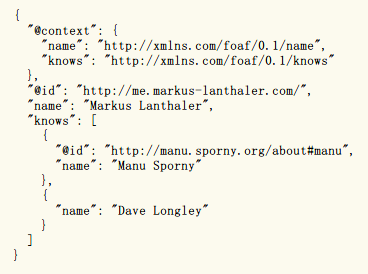 {
  "@context": {
    "name": "http://xmlns.com/foaf/0.1/name",
    "knows": "http://xmlns.com/foaf/0.1/knows"
  },
  "@id": "http://me.markus-lanthaler.com/",
  "name": "Markus Lanthaler",
  "knows": [
    {
      "@id": "http://manu.sporny.org/about#manu",
      "name": "Manu Sporny"
    },
    {
      "name": "Dave Longley"
    }
  ]
}